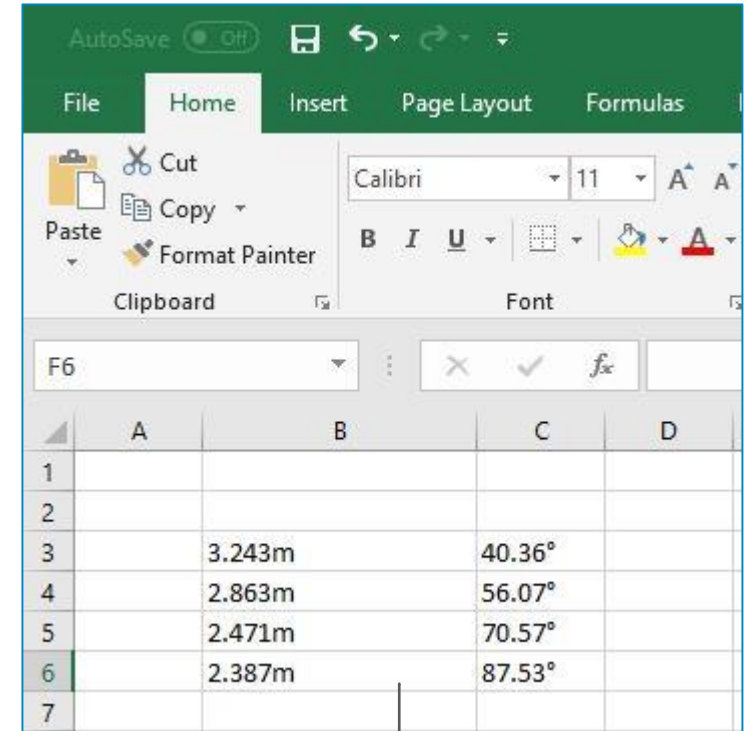 AutoSave Off
File Home Insert Page Layout Formulas
Cut
Calibri 11 A A
Copy
Paste
B I U A
Format Painter
Clipboard Font
F6 fx
A B C D
1
2
3 3.243m 40.36°
4 2.863m 56.07°
5 2.471m 70.57°
6 2.387m 87.53°
7